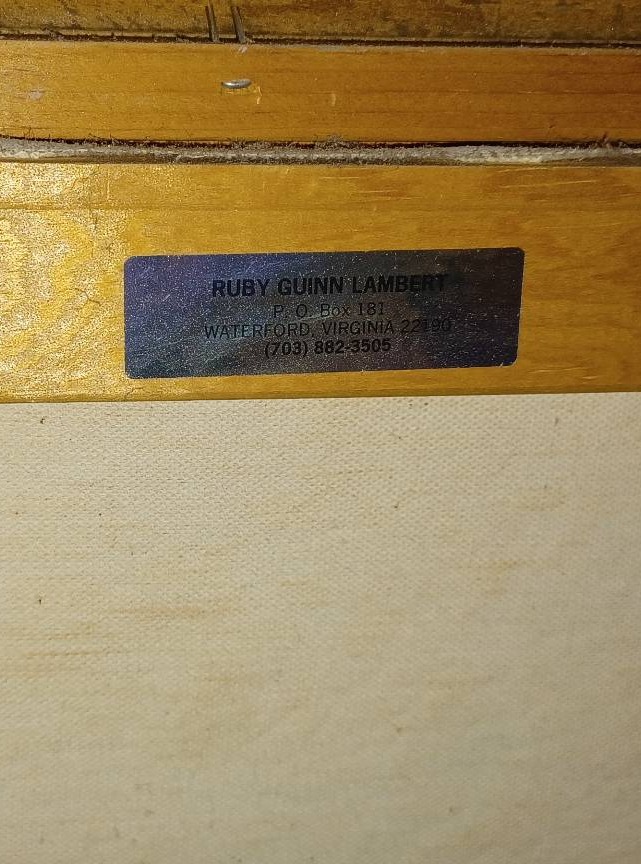 RUBY GUINN LAMBERT
P. O. Box 181
WATERFORD, VIRGINIA 22190
(703) 882-3505